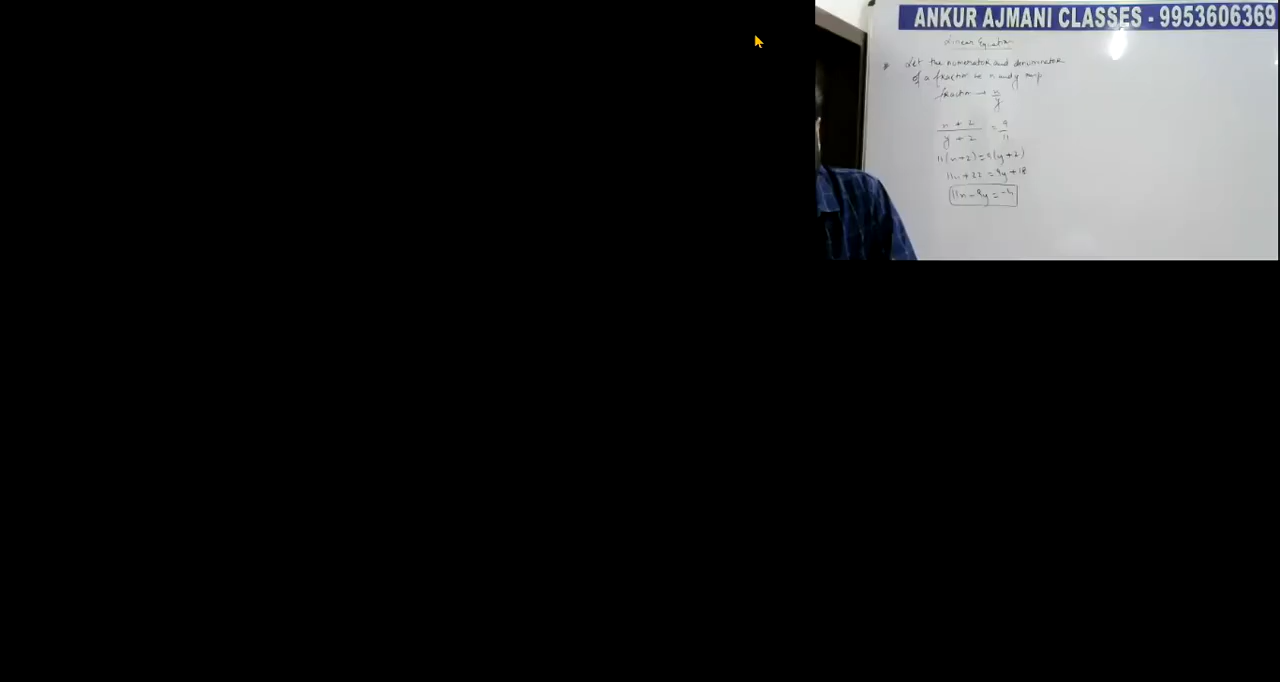 ANKUR AJMANI CLASSES - 9953606369
Linear Equation
Let the numerator and denominator
of a fraction be x and y resp
fraction → x/y
x + 2 / y + 2 = 9/11
11(x+2) = 9(y+2)
11x + 22 = 9y + 18
11x - 9y = -4